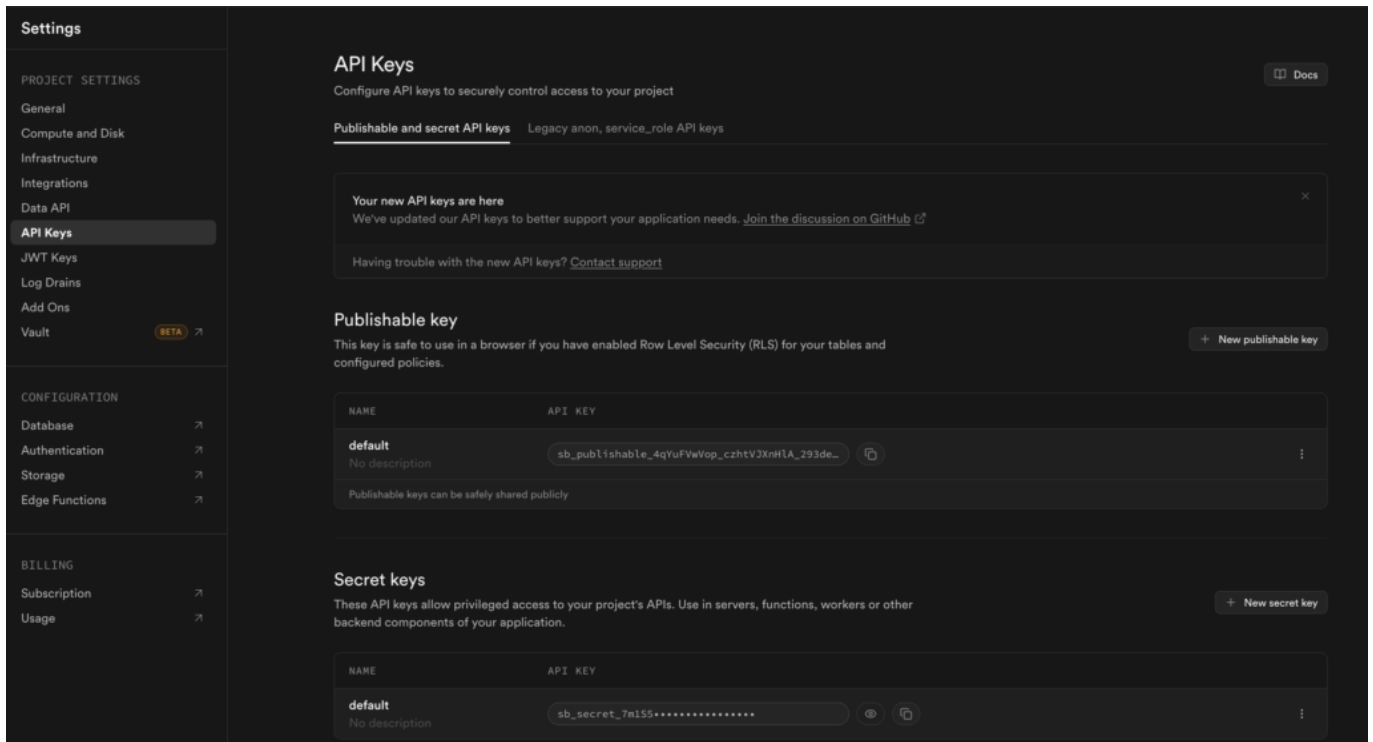 Settings
PROJECT SETTINGS
General
Compute and Disk
Infrastructure
Integrations
Data API
API Keys
JWT Keys
Log Drains
Add Ons
Vault BETA
CONFIGURATION
Database
Authentication
Storage
Edge Functions
BILLING
Subscription
Usage
API Keys
Configure API keys to securely control access to your project
Docs
Publishable and secret API keys
Legacy anon, service_role API keys
Your new API keys are here
We've updated our API keys to better support your application needs. Join the discussion on GitHub
Having trouble with the new API keys? Contact support
Publishable key
This key is safe to use in a browser if you have enabled Row Level Security (RLS) for your tables and
configured policies.
+ New publishable key
NAME API KEY
default
No description
sb_publishable_4qYuFVwVop_czhtVJXnHlA_293de…
Publishable keys can be safely shared publicly
Secret keys
These API keys allow privileged access to your project's APIs. Use in servers, functions, workers or other
backend components of your application.
+ New secret key
NAME API KEY
default
No description
sb_secret_7m1S5••••••••••••••••